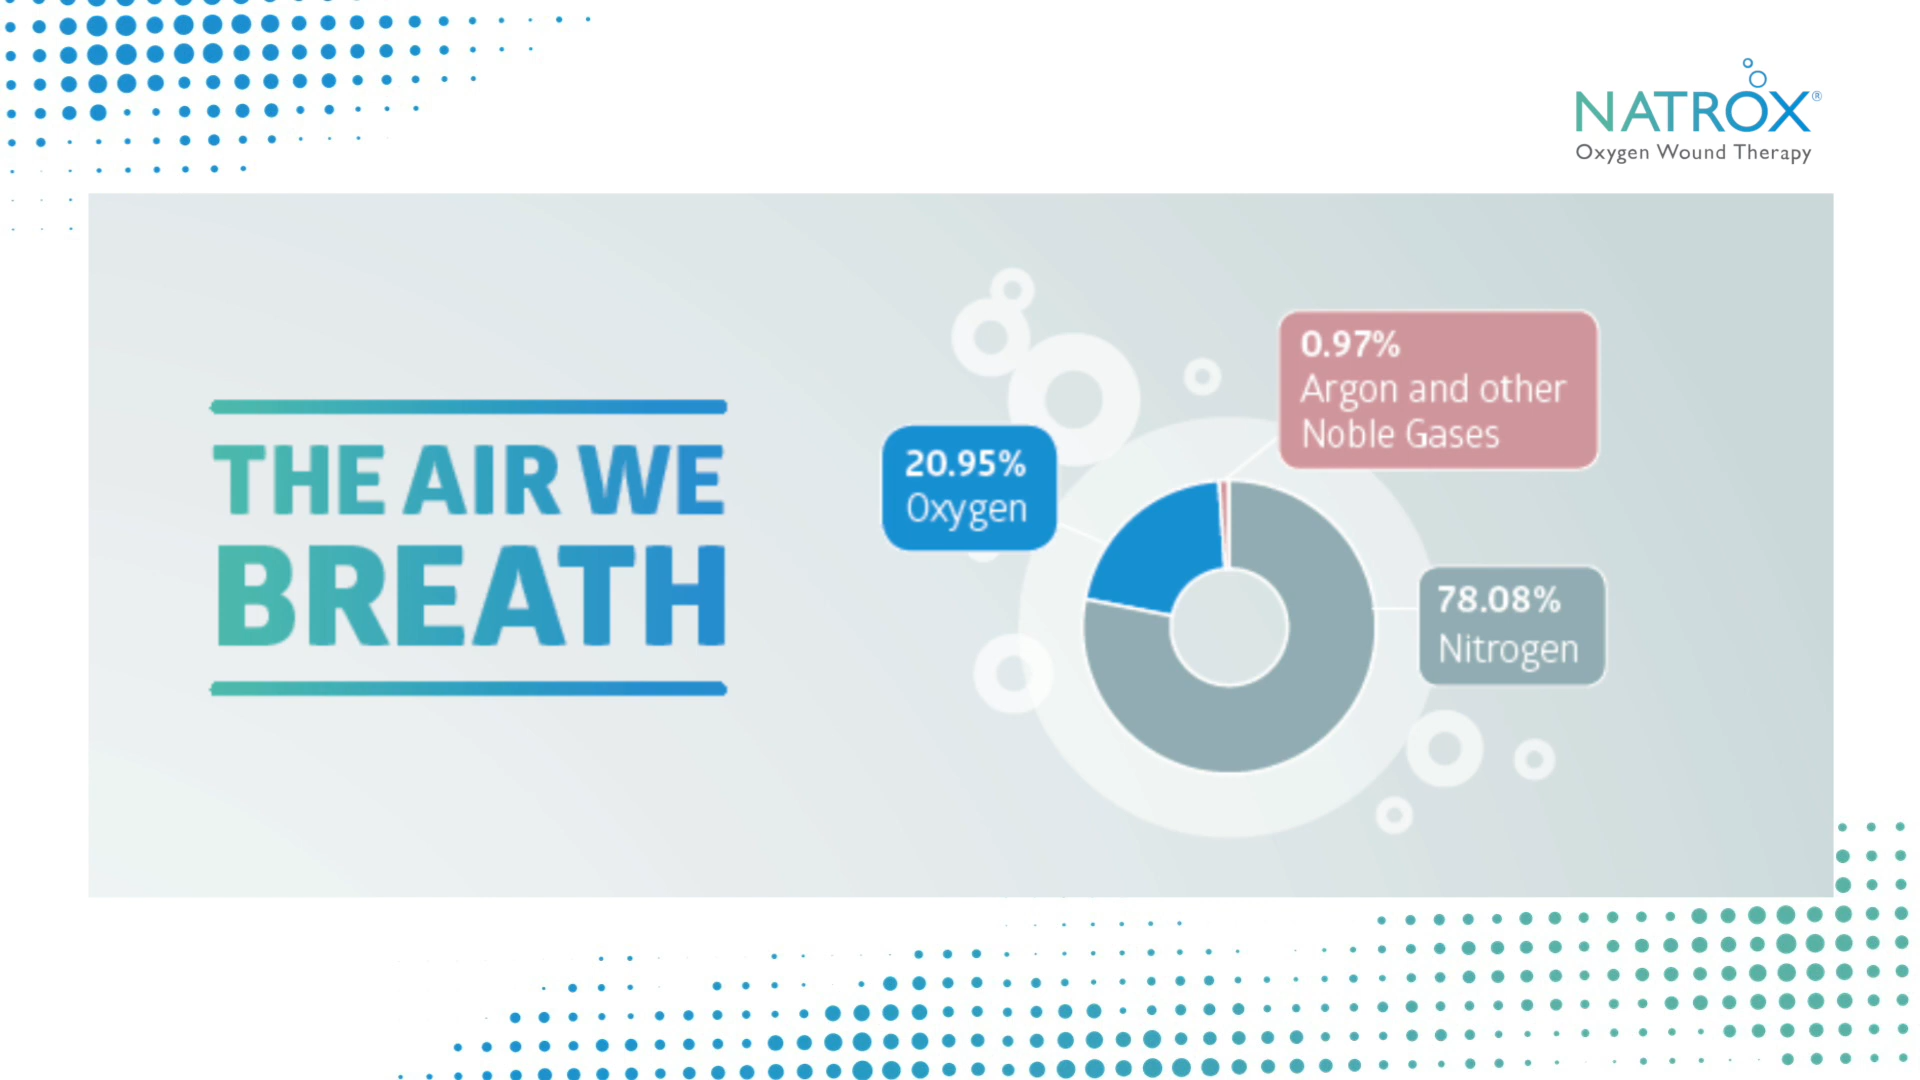 NATROX®
Oxygen Wound Therapy
THE AIR WE
BREATH
20.95%
Oxygen
0.97%
Argon and other
Noble Gases
78.08%
Nitrogen